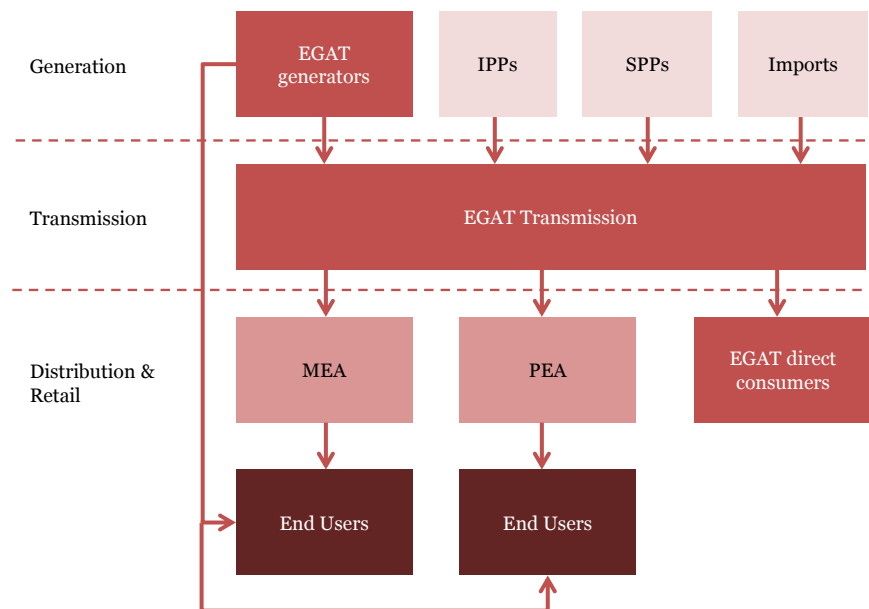 Generation
EGAT
generators
IPPs
SPPs
Imports
Transmission
EGAT Transmission
Distribution &
Retail
MEA
PEA
EGAT direct
consumers
End Users
End Users